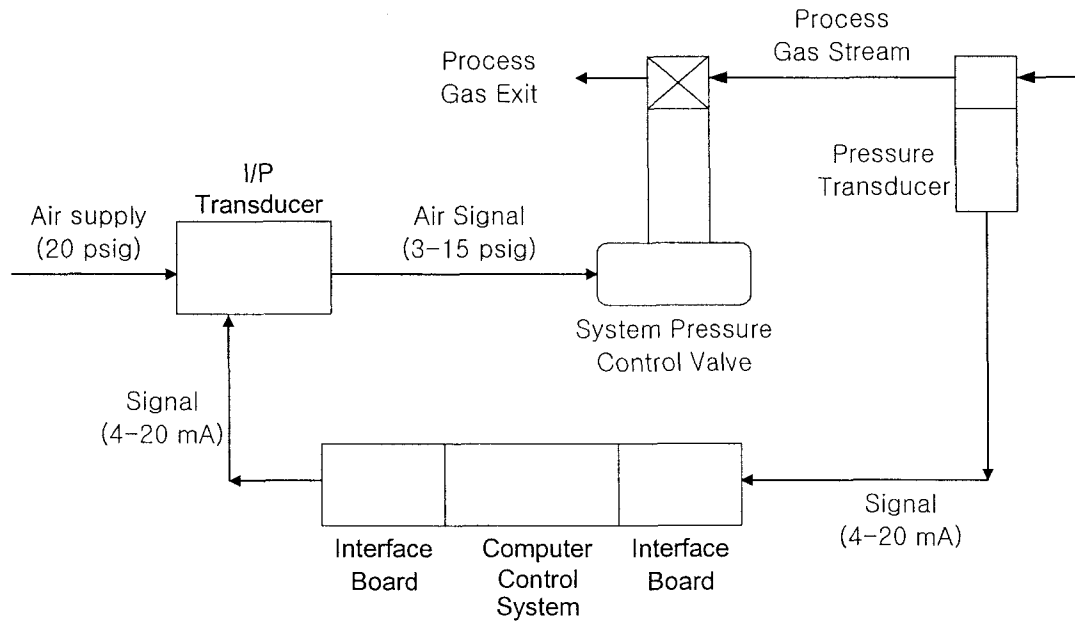 Process
Gas Stream
Process
Gas Exit
Pressure
Transducer
I/P
Transducer
Air supply
(20 psig)
Air Signal
(3-15 psig)
System Pressure
Control Valve
Signal
(4-20 mA)
Signal
(4-20 mA)
Interface
Board
Computer
Control
System
Interface
Board